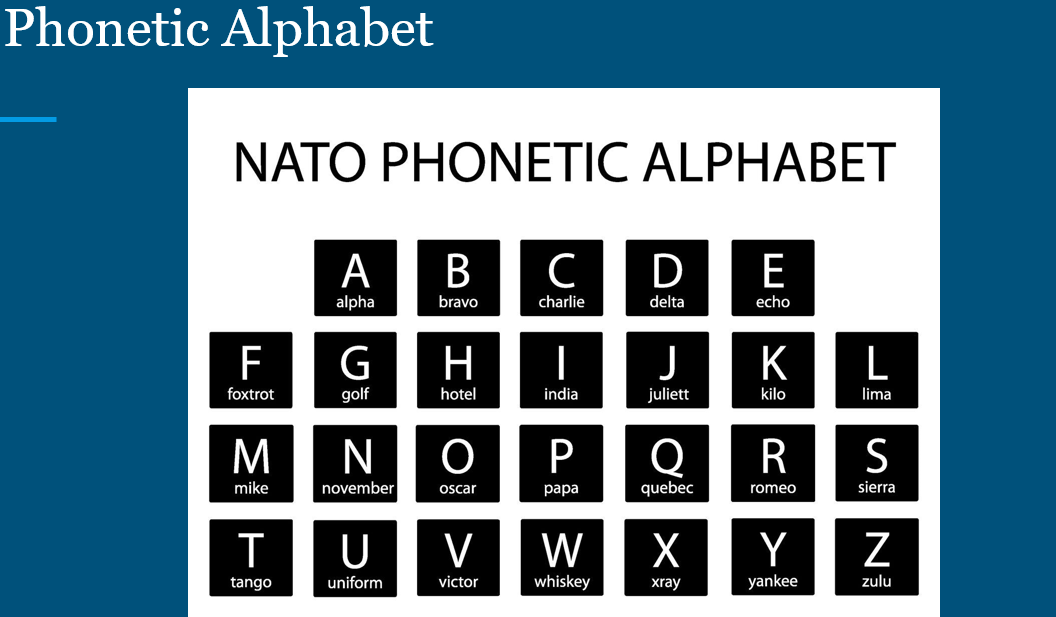 Phonetic Alphabet
NATO PHONETIC ALPHABET
A B C D E
alpha bravo charlie delta echo
F G H I J K L
foxtrot golf hotel india juliett kilo lima
M N O P Q R S
mike november oscar papa quebec romeo sierra
T U V W X Y Z
tango uniform victor whiskey xray yankee zulu